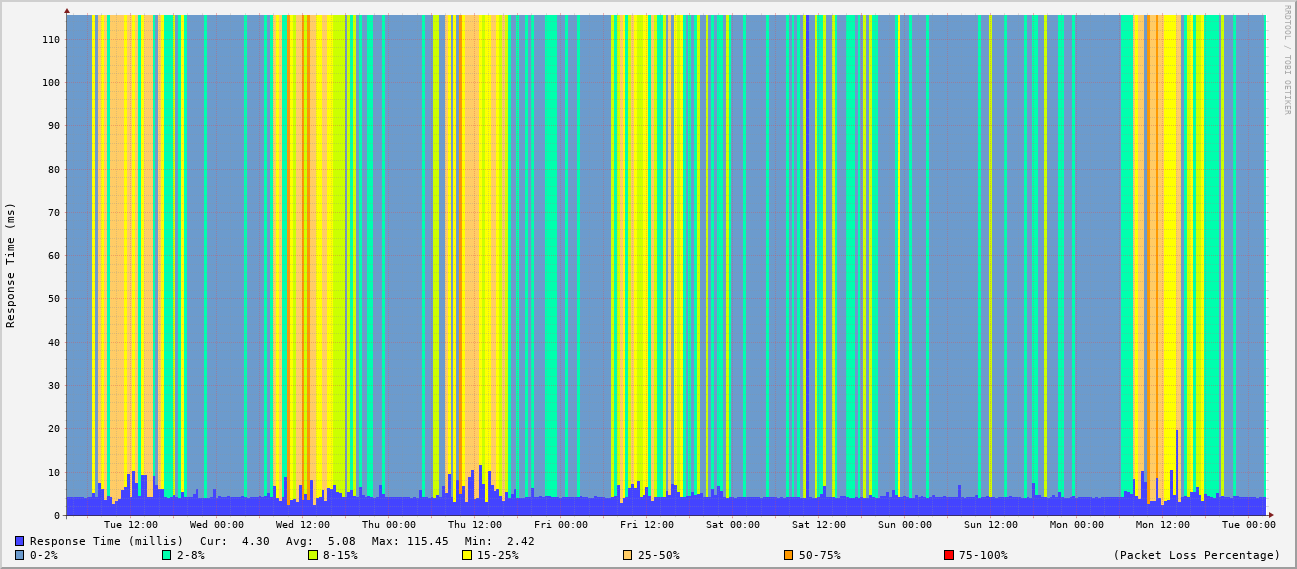 RRDTOOL / TOBI OETIKER
Response Time (ms)
110
100
90
80
70
60
50
40
30
20
10
0
Tue 12:00 Wed 00:00 Wed 12:00 Thu 00:00 Thu 12:00 Fri 00:00 Fri 12:00 Sat 00:00 Sat 12:00 Sun 00:00 Sun 12:00 Mon 00:00 Mon 12:00 Tue 00:00
Response Time (millis) Cur: 4.30 Avg: 5.08 Max: 115.45 Min: 2.42
0-2% 2-8% 8-15% 15-25% 25-50% 50-75% 75-100% (Packet Loss Percentage)